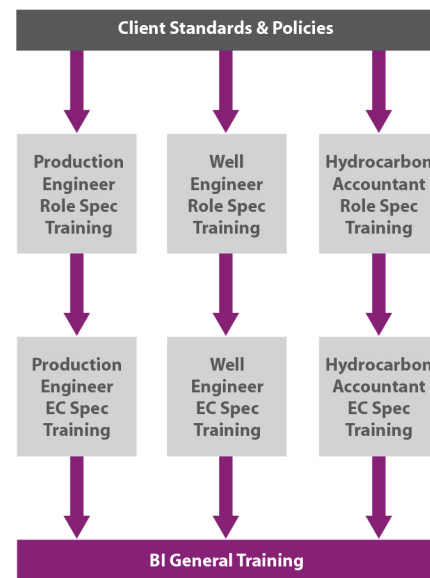 Client Standards & Policies
Production
Engineer
Role Spec
Training
Well
Engineer
Role Spec
Training
Hydrocarbon
Accountant
Role Spec
Training
Production
Engineer
EC Spec
Training
Well
Engineer
EC Spec
Training
Hydrocarbon
Accountant
EC Spec
Training
BI General Training